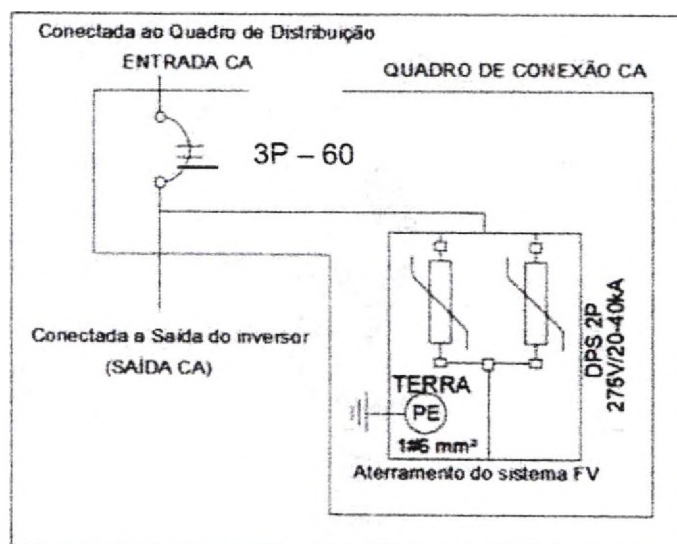 Conectada ao Quadro de Distribuição
ENTRADA CA
QUADRO DE CONEXÃO CA
3P – 60
DPS 2P
275V/20-40kA
Conectada a Saída do inversor
(SAÍDA CA)
TERRA
PE
1#6 mm²
Aterramento do sistema FV